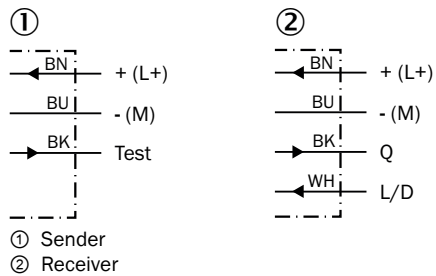 ① ②
BN + (L+) BN + (L+)
BU - (M) BU - (M)
BK Test BK Q
WH L/D
① Sender
② Receiver